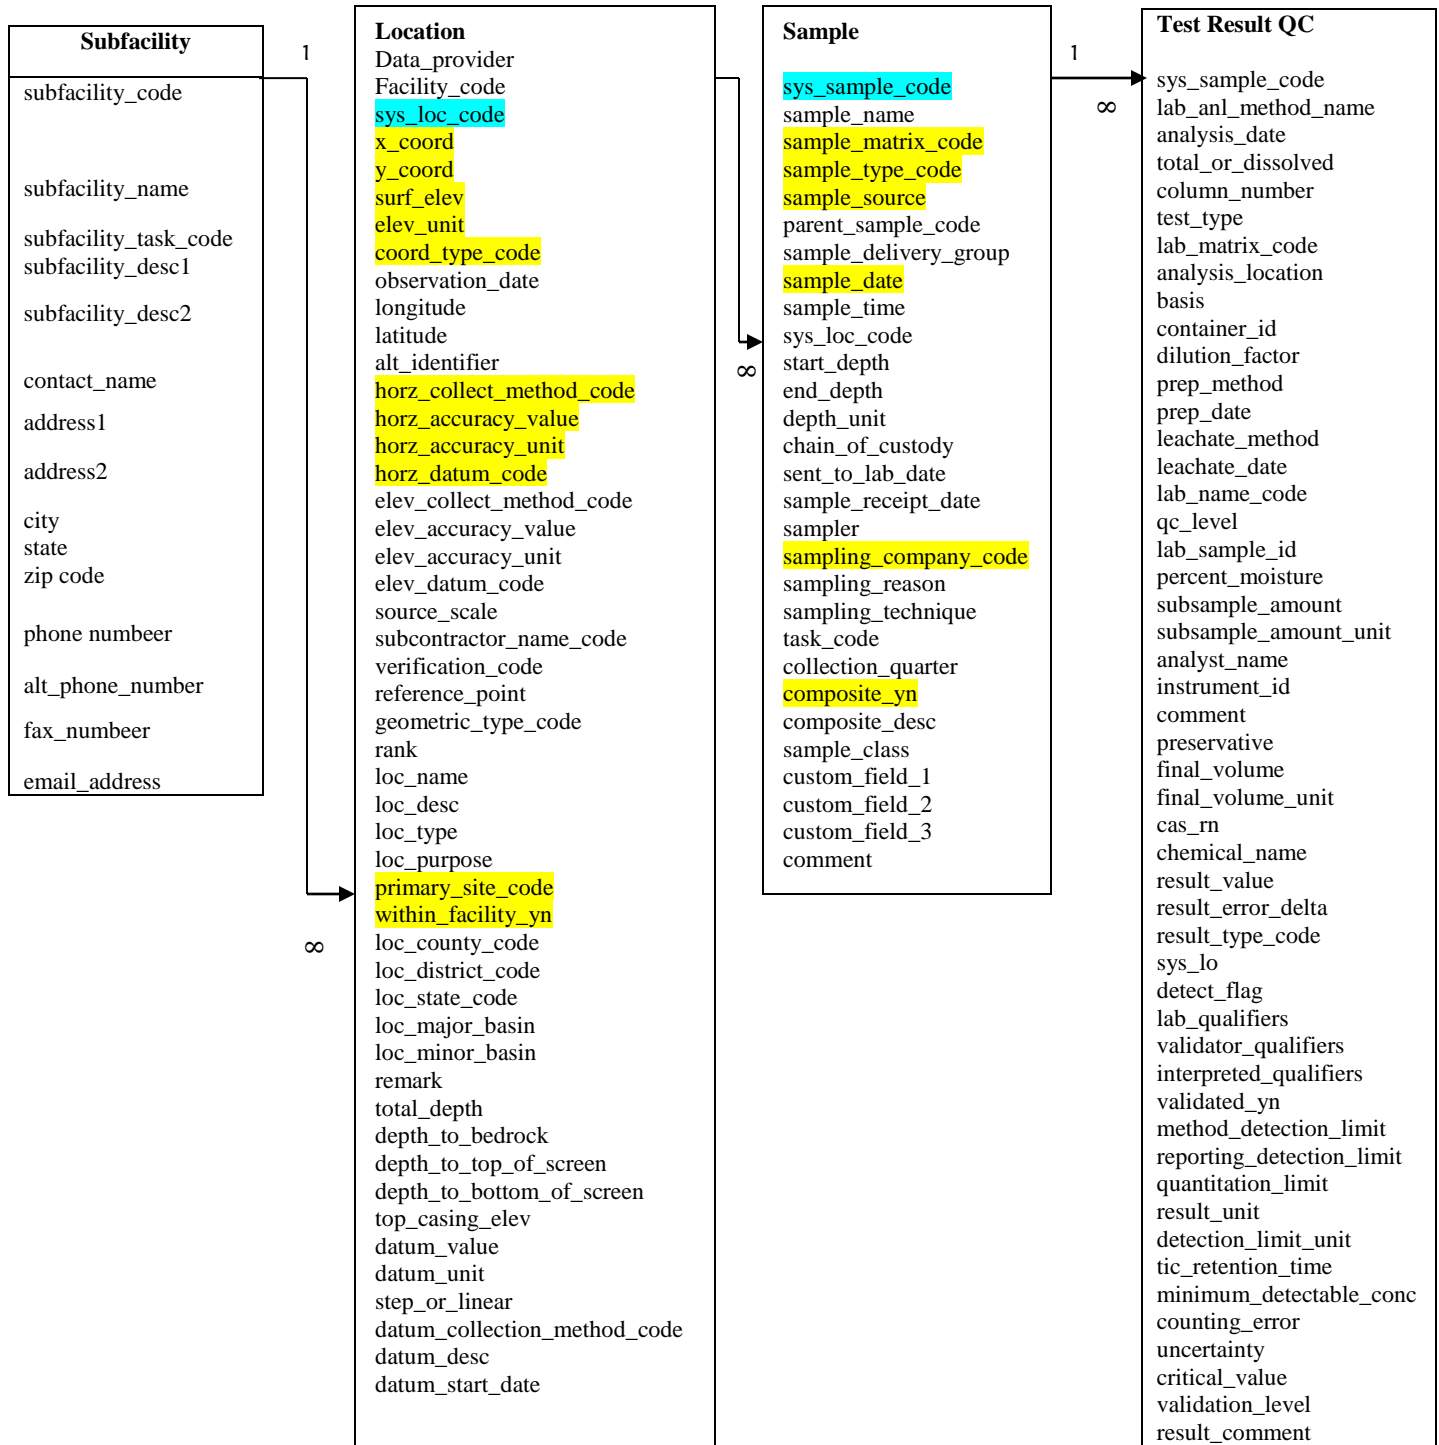 Subfacility
subfacility_code
subfacility_name
subfacility_task_code
subfacility_desc1
subfacility_desc2
contact_name
address1
address2
city
state
zip code
phone numbeer
alt_phone_number
fax_numbeer
email_address
1
∞
Location
Data_provider
Facility_code
sys_loc_code
x_coord
y_coord
surf_elev
elev_unit
coord_type_code
observation_date
longitude
latitude
alt_identifier
horz_collect_method_code
horz_accuracy_value
horz_accuracy_unit
horz_datum_code
elev_collect_method_code
elev_accuracy_value
elev_accuracy_unit
elev_datum_code
source_scale
subcontractor_name_code
verification_code
reference_point
geometric_type_code
rank
loc_name
loc_desc
loc_type
loc_purpose
primary_site_code
within_facility_yn
loc_county_code
loc_district_code
loc_state_code
loc_major_basin
loc_minor_basin
remark
total_depth
depth_to_bedrock
depth_to_top_of_screen
depth_to_bottom_of_screen
top_casing_elev
datum_value
datum_unit
step_or_linear
datum_collection_method_code
datum_desc
datum_start_date
∞
Sample
sys_sample_code
sample_name
sample_matrix_code
sample_type_code
sample_source
parent_sample_code
sample_delivery_group
sample_date
sample_time
sys_loc_code
start_depth
end_depth
depth_unit
chain_of_custody
sent_to_lab_date
sample_receipt_date
sampler
sampling_company_code
sampling_reason
sampling_technique
task_code
collection_quarter
composite_yn
composite_desc
sample_class
custom_field_1
custom_field_2
custom_field_3
comment
1
∞
Test Result QC
sys_sample_code
lab_anl_method_name
analysis_date
total_or_dissolved
column_number
test_type
lab_matrix_code
analysis_location
basis
container_id
dilution_factor
prep_method
prep_date
leachate_method
leachate_date
lab_name_code
qc_level
lab_sample_id
percent_moisture
subsample_amount
subsample_amount_unit
analyst_name
instrument_id
comment
preservative
final_volume
final_volume_unit
cas_rn
chemical_name
result_value
result_error_delta
result_type_code
sys_lo
detect_flag
lab_qualifiers
validator_qualifiers
interpreted_qualifiers
validated_yn
method_detection_limit
reporting_detection_limit
quantitation_limit
result_unit
detection_limit_unit
tic_retention_time
minimum_detectable_conc
counting_error
uncertainty
critical_value
validation_level
result_comment